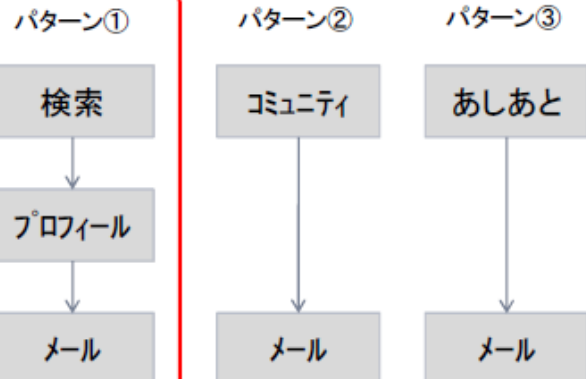 パターン①
パターン②
パターン③
検索
コミュニティ
あしあと
プロフィール
メール
メール
メール